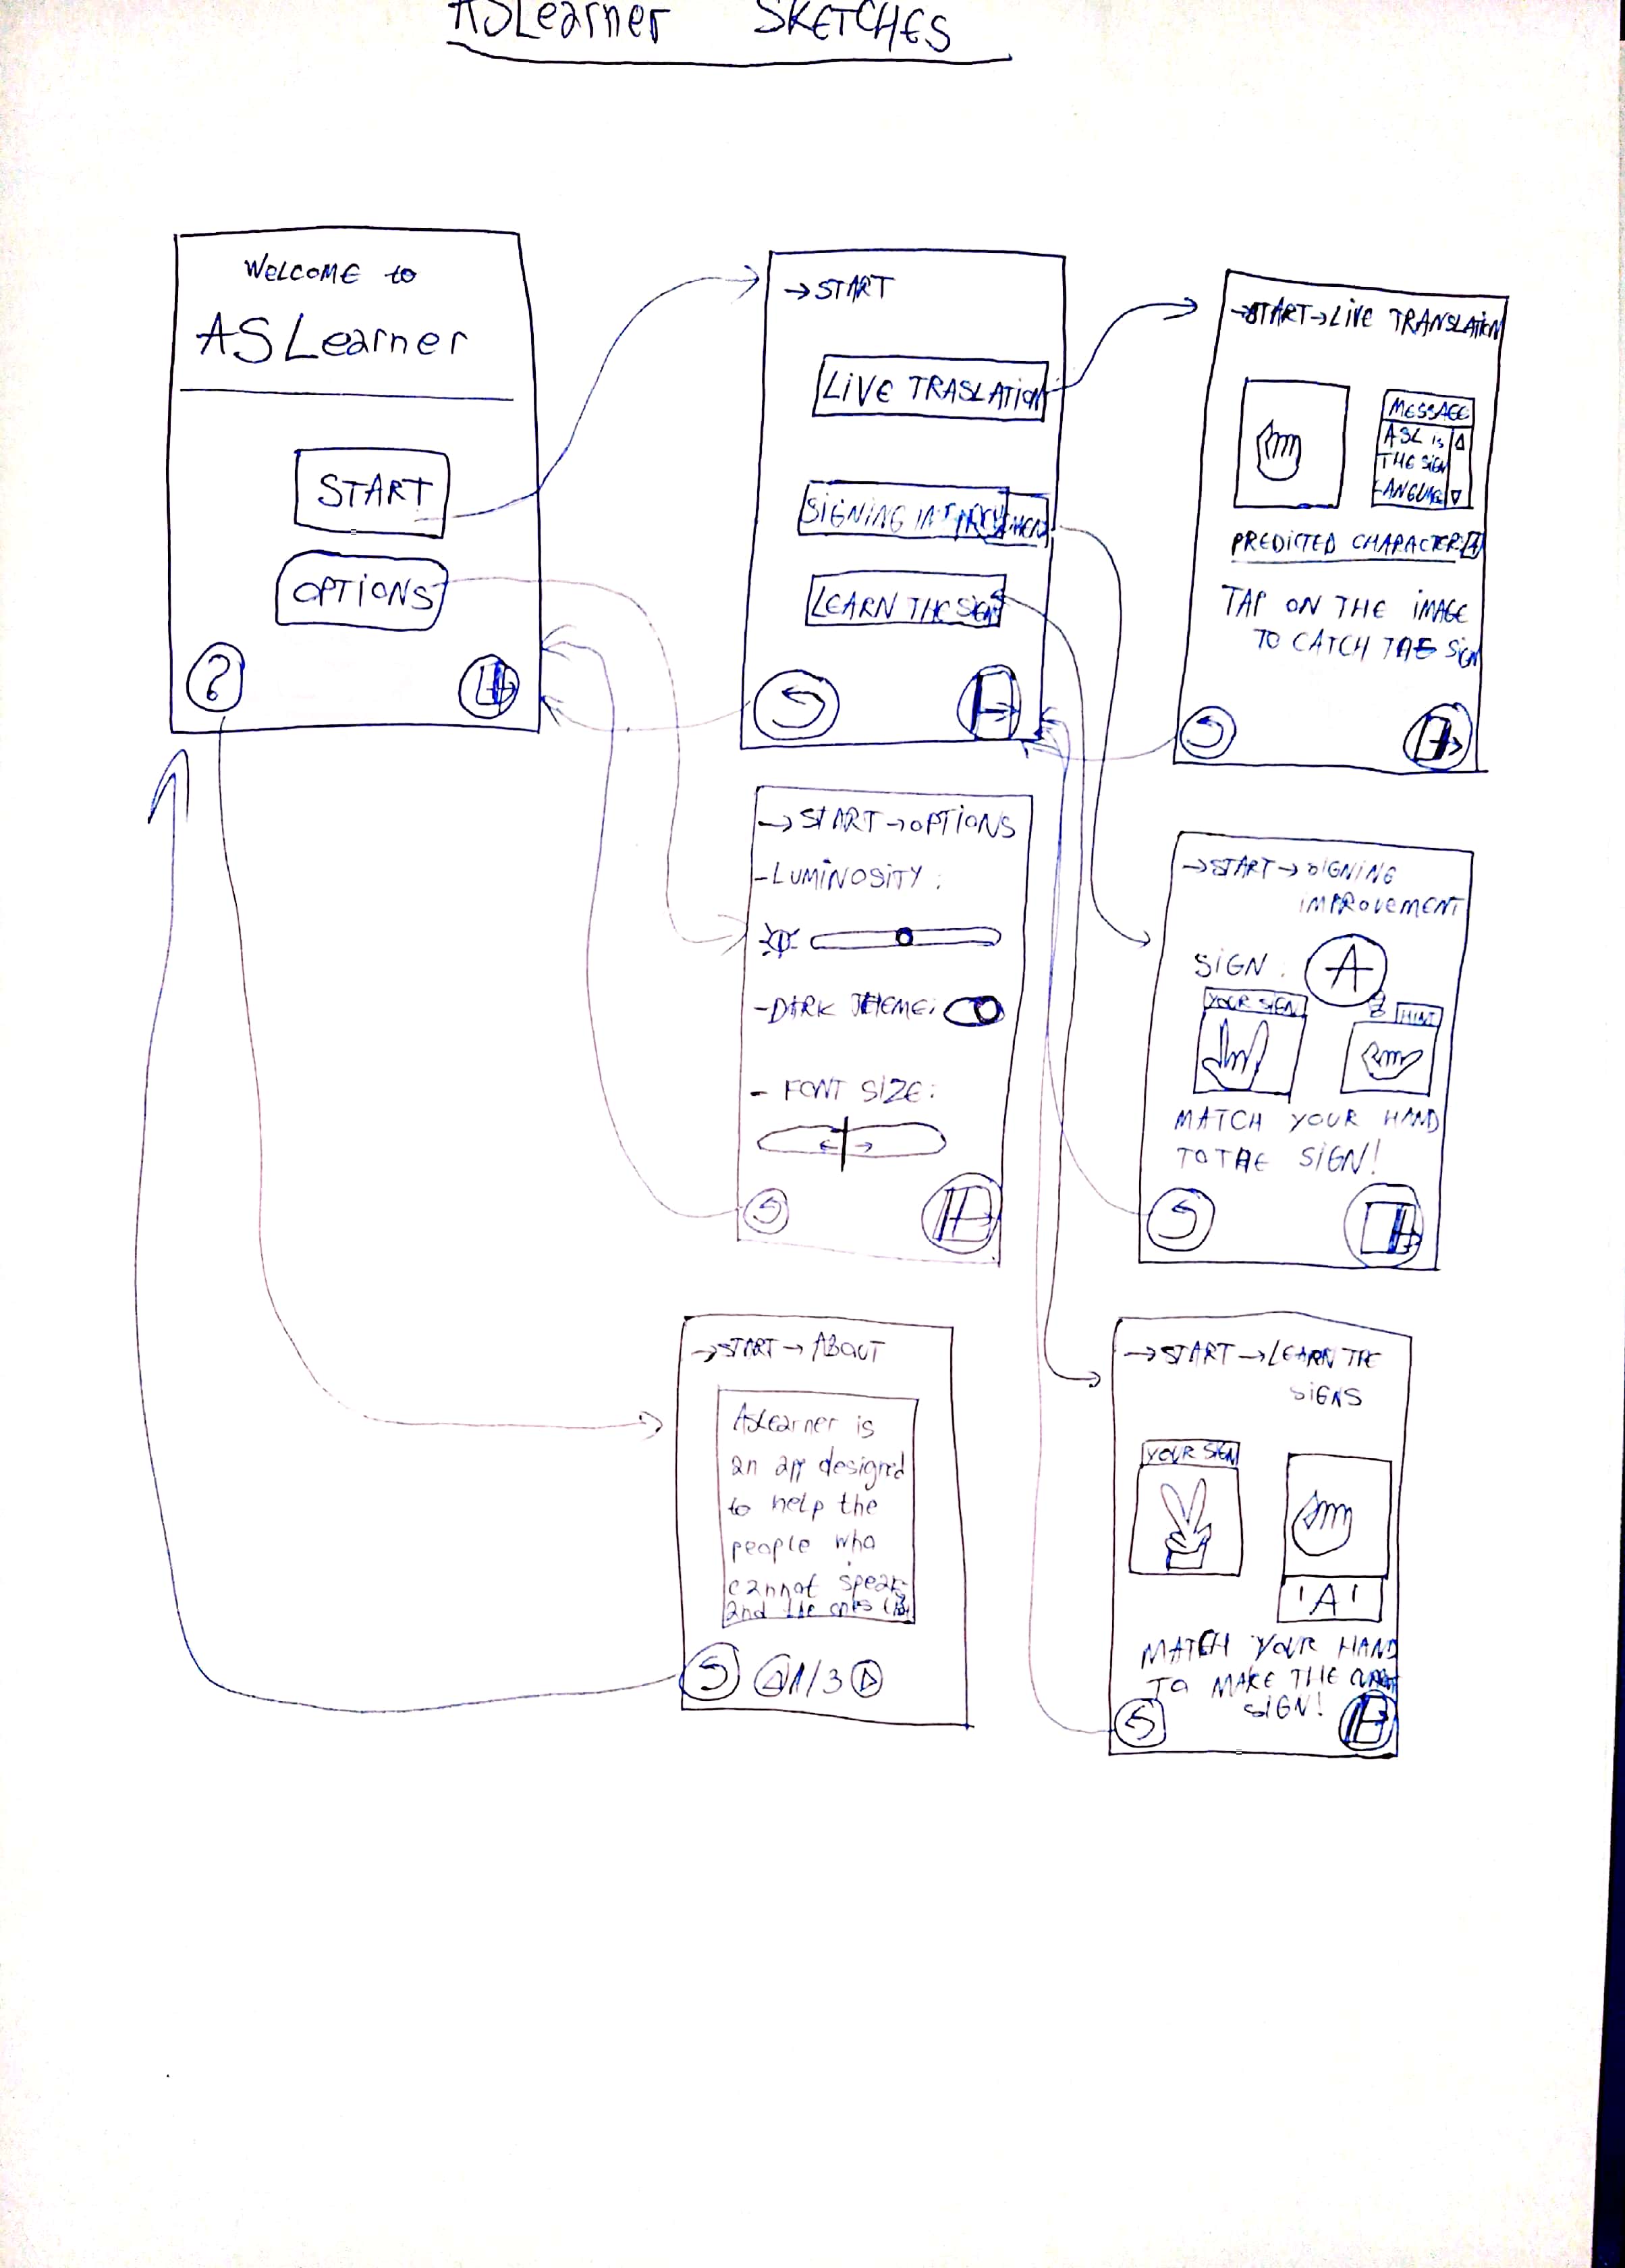 ASLearner SKETCHES
WELCOME to
ASLearner
START
OPTIONS
?
→START
LIVE TRASLATION
SIGNING
LEARN THE SIGN
→START→LIVE TRANSLATION
MESSAGE
ASL is
THE SIGN
LANGUAGE
PREDICTED CHARACTER: A
TAP ON THE IMAGE
TO CATCH THE SIGN
→START→OPTIONS
-LUMINOSITY :
-DARK THEME:
- FONT SIZE:
→START→SIGNING
IMPROVEMENT
SIGN : A
YOUR SIGN
HINT
MATCH YOUR HAND
TO THE SIGN!
→START→ABOUT
ASLearner is
an app designed
to help the
people who
cannot speak
and the ones
1/3
→START→LEARN THE
SIGNS
YOUR SIGN
'A'
MATCH YOUR HAND
TO MAKE THE
SIGN!